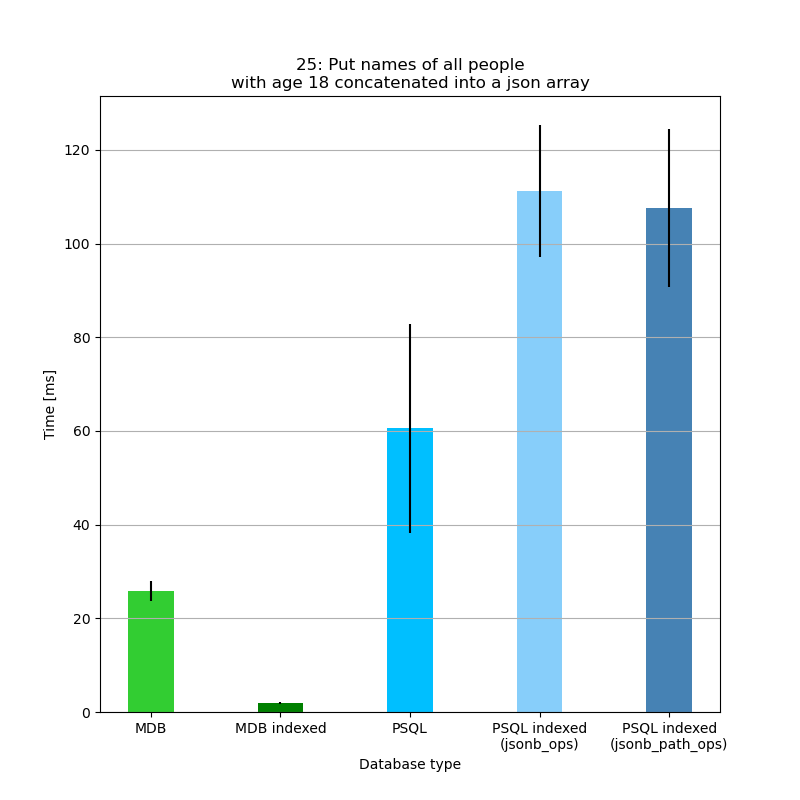 25: Put names of all people
with age 18 concatenated into a json array
Time [ms]
120
100
80
60
40
20
0
MDB
MDB indexed
PSQL
PSQL indexed
(jsonb_ops)
PSQL indexed
(jsonb_path_ops)
Database type